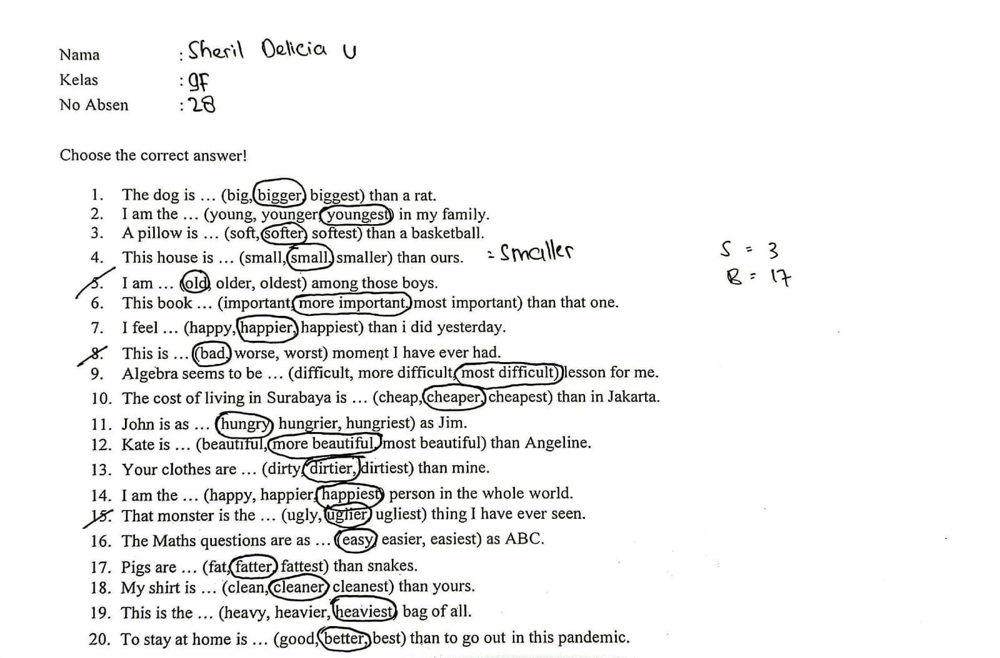 Nama : Sheril Delicia U
Kelas : 9F
No Absen : 28
Choose the correct answer!
1. The dog is ... (big, bigger, biggest) than a rat.
2. I am the ... (young, younger, youngest) in my family.
3. A pillow is ... (soft, softer, softest) than a basketball.
4. This house is ... (small, small, smaller) than ours. = Smaller
S = 3
B = 17
5. I am ... (old, older, oldest) among those boys.
6. This book ... (important, more important, most important) than that one.
7. I feel ... (happy, happier, happiest) than i did yesterday.
8. This is ... (bad, worse, worst) moment I have ever had.
9. Algebra seems to be ... (difficult, more difficult, most difficult) lesson for me.
10. The cost of living in Surabaya is ... (cheap, cheaper, cheapest) than in Jakarta.
11. John is as ... (hungry, hungrier, hungriest) as Jim.
12. Kate is ... (beautiful, more beautiful, most beautiful) than Angeline.
13. Your clothes are ... (dirty, dirtier, dirtiest) than mine.
14. I am the ... (happy, happier, happiest) person in the whole world.
15. That monster is the ... (ugly, uglier, ugliest) thing I have ever seen.
16. The Maths questions are as ... (easy, easier, easiest) as ABC.
17. Pigs are ... (fat, fatter, fattest) than snakes.
18. My shirt is ... (clean, cleaner, cleanest) than yours.
19. This is the ... (heavy, heavier, heaviest) bag of all.
20. To stay at home is ... (good, better, best) than to go out in this pandemic.